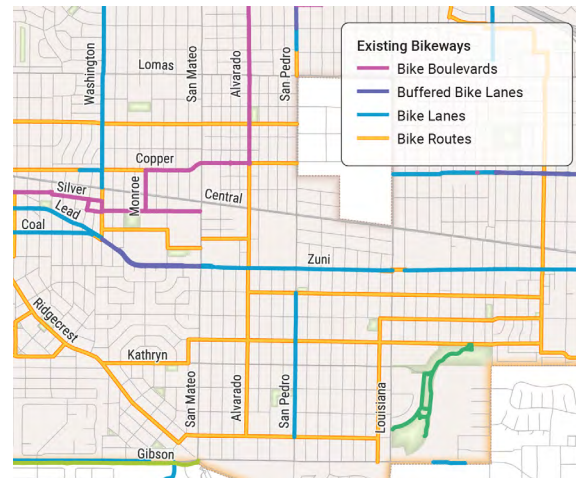 Existing Bikeways
Bike Boulevards
Buffered Bike Lanes
Bike Lanes
Bike Routes
Washington
Lomas
San Mateo
Alvarado
San Pedro
Copper
Silver
Monroe
Central
Lead
Coal
Zuni
Ridgecrest
Kathryn
San Mateo
Alvarado
San Pedro
Louisiana
Gibson